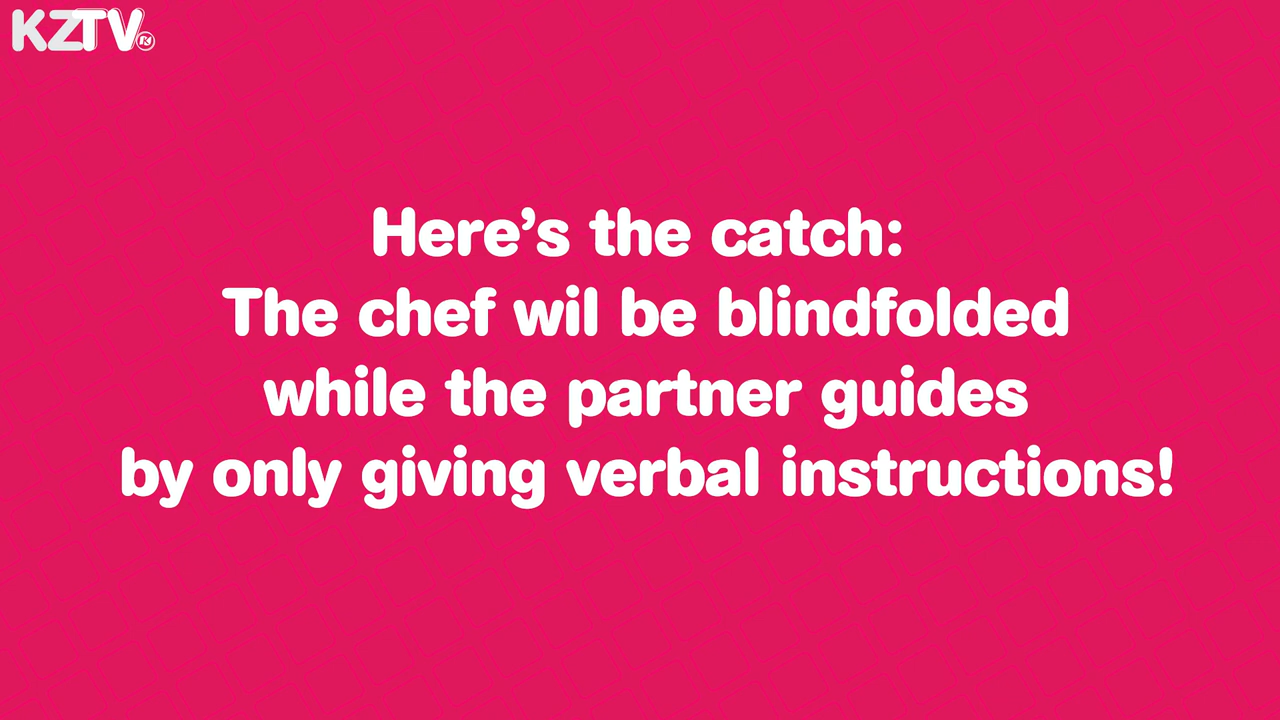 KZTV
Here's the catch:
The chef wil be blindfolded
while the partner guides
by only giving verbal instructions!